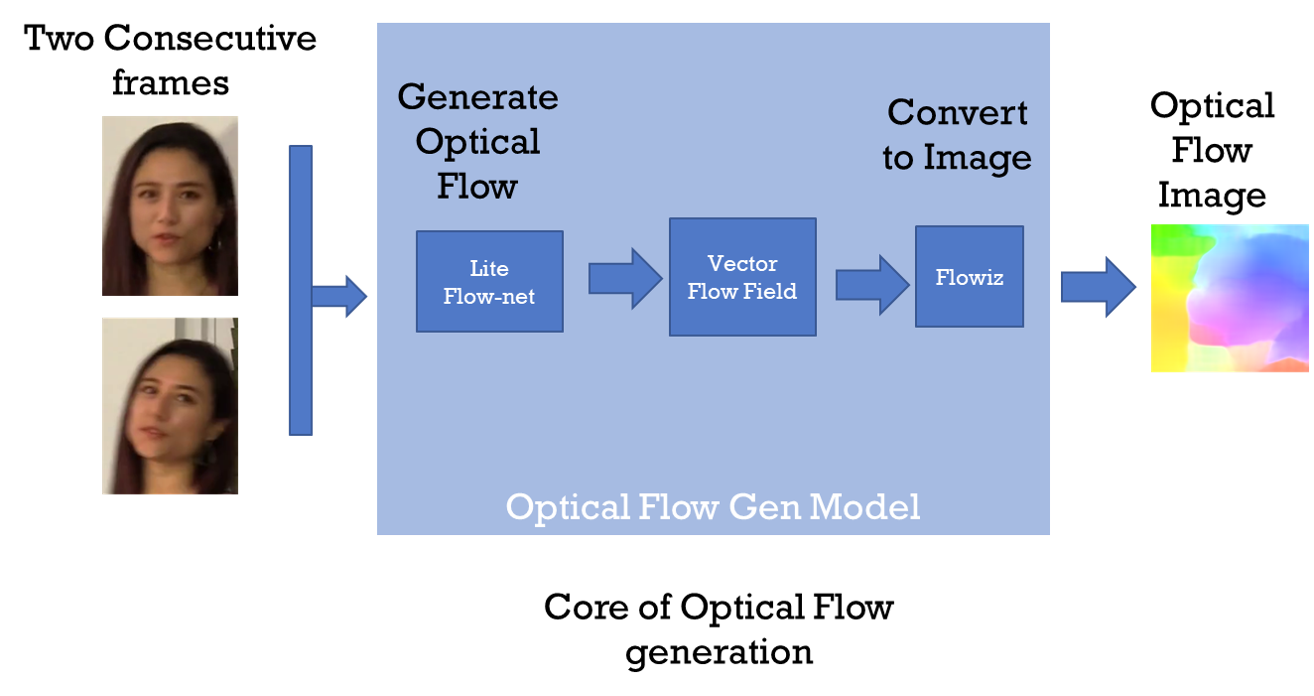 Two Consecutive
frames
Generate
Optical
Flow
Convert
to Image
Optical
Flow
Image
Lite
Flow-net
Vector
Flow Field
Flowiz
Optical Flow Gen Model
Core of Optical Flow
generation